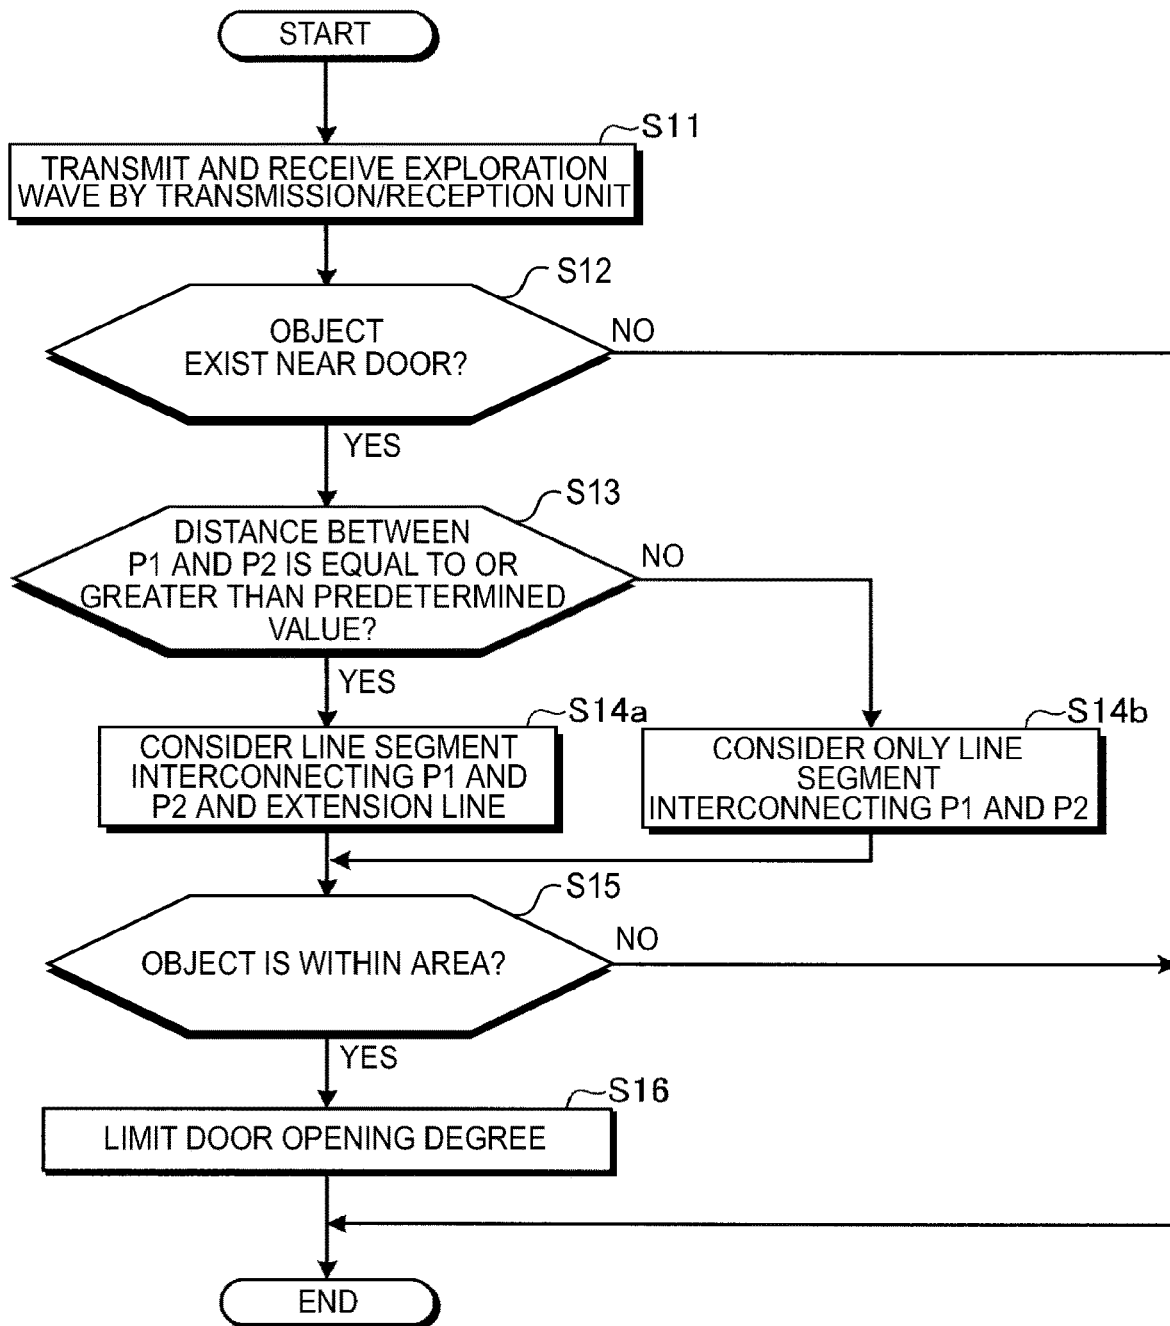 START
S11
TRANSMIT AND RECEIVE EXPLORATION
WAVE BY TRANSMISSION/RECEPTION UNIT
S12
OBJECT
EXIST NEAR DOOR?
NO
YES
S13
DISTANCE BETWEEN
P1 AND P2 IS EQUAL TO OR
GREATER THAN PREDETERMINED
VALUE?
NO
YES
S14a
CONSIDER LINE SEGMENT
INTERCONNECTING P1 AND
P2 AND EXTENSION LINE
S14b
CONSIDER ONLY LINE
SEGMENT
INTERCONNECTING P1 AND P2
S15
OBJECT IS WITHIN AREA?
NO
YES
S16
LIMIT DOOR OPENING DEGREE
END